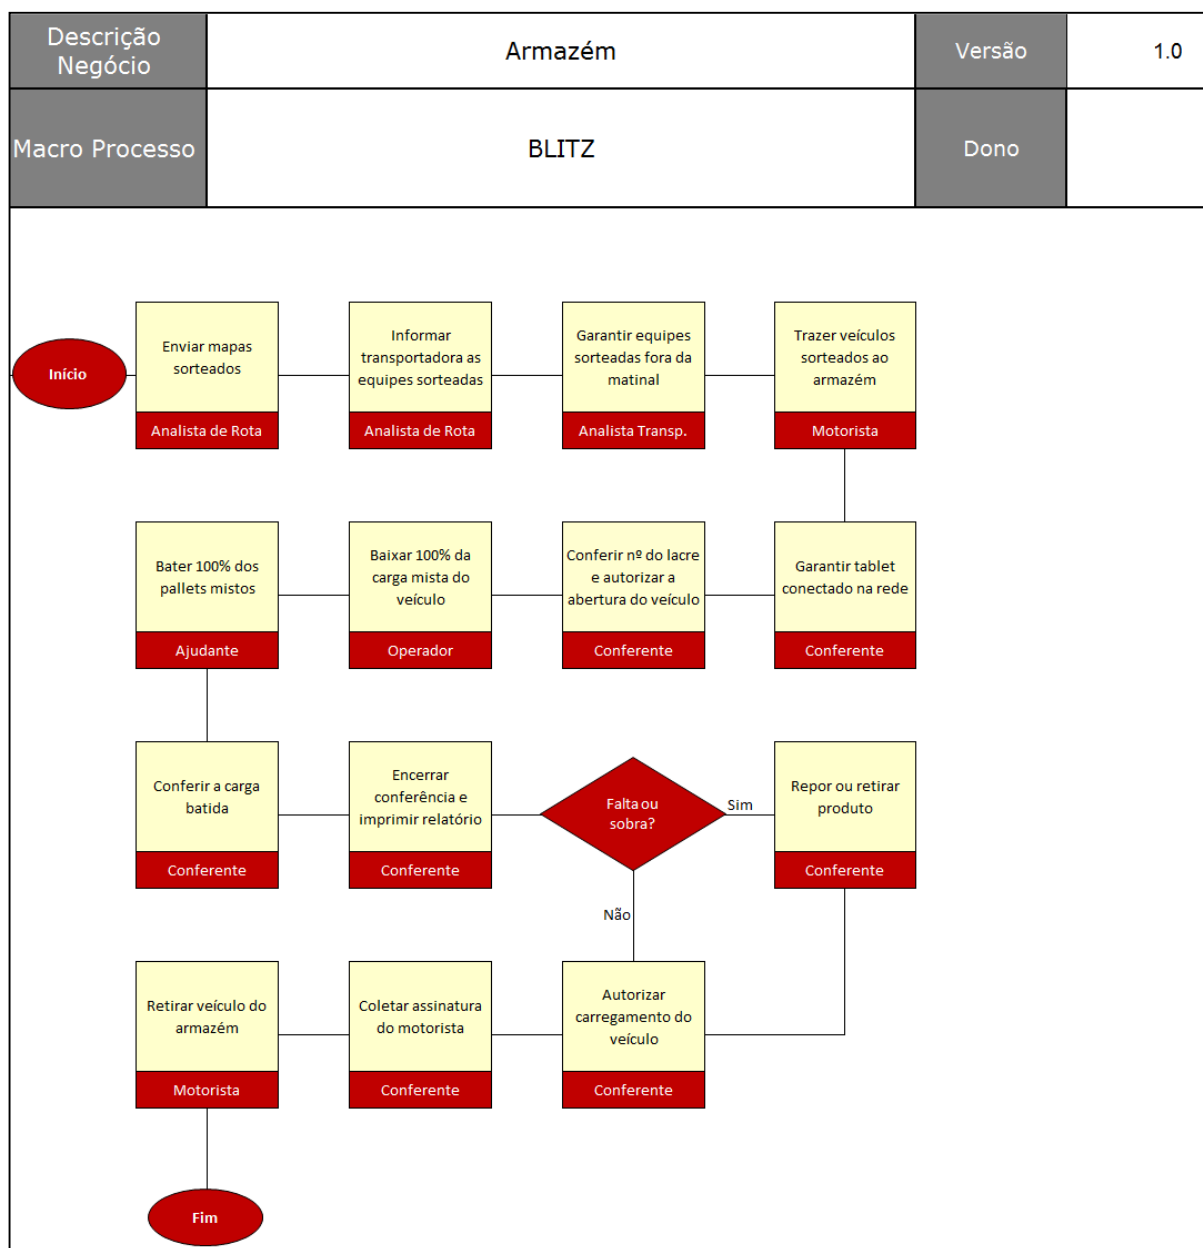 Descrição
Negócio
Armazém
Versão
1.0
Macro Processo
BLITZ
Dono
Início
Enviar mapas
sorteados
Analista de Rota
Informar
transportadora as
equipes sorteadas
Analista de Rota
Garantir equipes
sorteadas fora da
matinal
Analista Transp.
Trazer veículos
sorteados ao
armazém
Motorista
Bater 100% dos
pallets mistos
Ajudante
Baixar 100% da
carga mista do
veículo
Operador
Conferir nº do lacre
e autorizar a
abertura do veículo
Conferente
Garantir tablet
conectado na rede
Conferente
Conferir a carga
batida
Conferente
Encerrar
conferência e
imprimir relatório
Conferente
Falta ou
sobra?
Sim
Não
Repor ou retirar
produto
Conferente
Retirar veículo do
armazém
Motorista
Coletar assinatura
do motorista
Conferente
Autorizar
carregamento do
veículo
Conferente
Fim